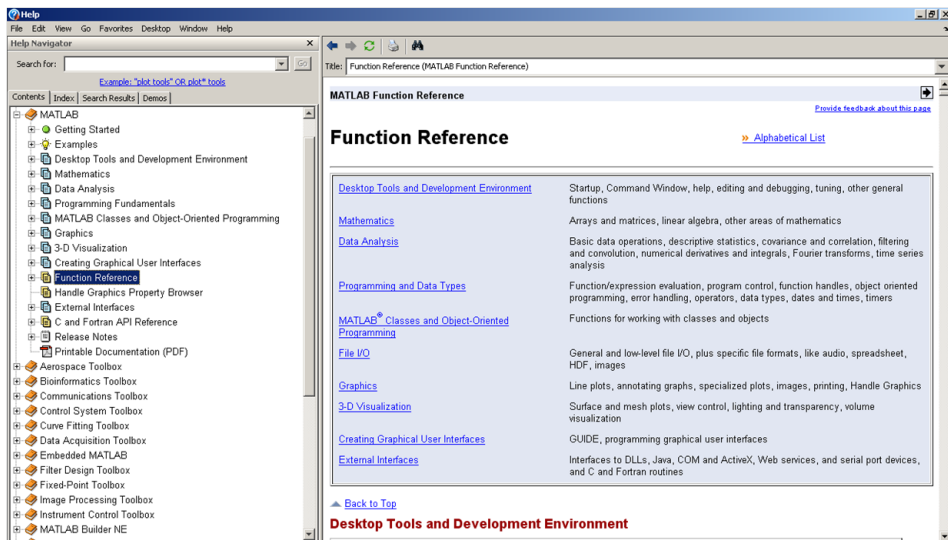 Help
File Edit View Go Favorites Desktop Window Help
Help Navigator
Search for:
Go
Example: "plot tools" OR plot* tools
Contents Index Search Results Demos
MATLAB
Getting Started
Examples
Desktop Tools and Development Environment
Mathematics
Data Analysis
Programming Fundamentals
MATLAB Classes and Object-Oriented Programming
Graphics
3-D Visualization
Creating Graphical User Interfaces
Function Reference
Handle Graphics Property Browser
External Interfaces
C and Fortran API Reference
Release Notes
Printable Documentation (PDF)
Aerospace Toolbox
Bioinformatics Toolbox
Communications Toolbox
Control System Toolbox
Curve Fitting Toolbox
Data Acquisition Toolbox
Embedded MATLAB
Filter Design Toolbox
Fixed-Point Toolbox
Image Processing Toolbox
Instrument Control Toolbox
MATLAB Builder NE
Title: Function Reference (MATLAB Function Reference)
MATLAB Function Reference
Provide feedback about this page
Function Reference
» Alphabetical List
Desktop Tools and Development Environment Startup, Command Window, help, editing and debugging, tuning, other general
functions
Mathematics Arrays and matrices, linear algebra, other areas of mathematics
Data Analysis Basic data operations, descriptive statistics, covariance and correlation, filtering
and convolution, numerical derivatives and integrals, Fourier transforms, time series
analysis
Programming and Data Types Function/expression evaluation, program control, function handles, object oriented
programming, error handling, operators, data types, dates and times, timers
MATLAB® Classes and Object-Oriented Functions for working with classes and objects
Programming
File I/O General and low-level file I/O, plus specific file formats, like audio, spreadsheet,
HDF, images
Graphics Line plots, annotating graphs, specialized plots, images, printing, Handle Graphics
3-D Visualization Surface and mesh plots, view control, lighting and transparency, volume
visualization
Creating Graphical User Interfaces GUIDE, programming graphical user interfaces
External Interfaces Interfaces to DLLs, Java, COM and ActiveX, Web services, and serial port devices,
and C and Fortran routines
Back to Top
Desktop Tools and Development Environment